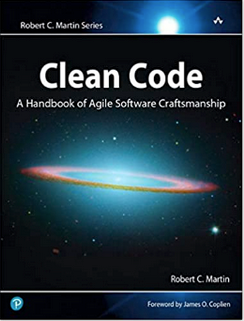 Robert C. Martin Series
Clean Code
A Handbook of Agile Software Craftsmanship
Robert C. Martin
Foreword by James O. Coplien